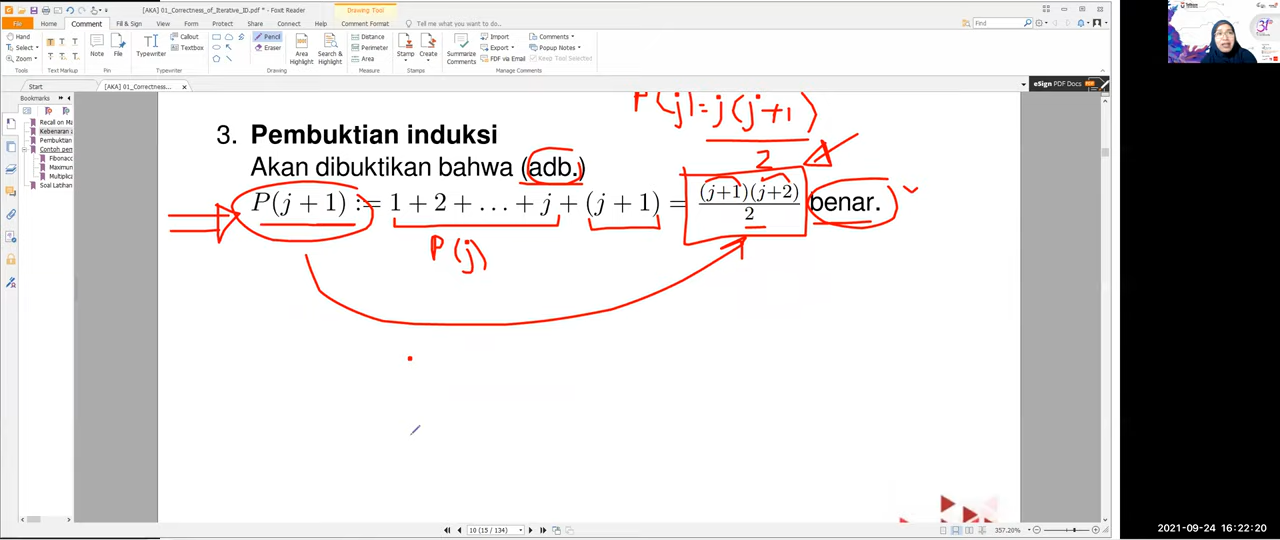 [AKA] 01_Correctness_of_Iterative_ID.pdf * - Foxit Reader
Drawing Tool
File Home Comment Fill & Sign View Form Protect Share Connect Help Extras Comment Format Tell me what you want to do... Find
Hand
Select
Zoom
Text Markup
Note
File
Pin
Typewriter
Callout
Textbox
Typewriter
Pencil
Eraser
Drawing
Area Highlight
Search & Highlight
Distance
Perimeter
Area
Measure
Stamp
Create
Stamps
Summarize Comments
Import
Export
FDF via Email
Comments
Popup Notes
Keep Tool Selected
Manage Comments
Start
[AKA] 01_Correctness... ×
eSign PDF Docs
Bookmarks
Recall on Ma
Kebenaran a
Pembuktian
Contoh pen
Fibonacc
Maximun
Multiplic
Soal Latihan
P(j)=j(j+1)
2
3. Pembuktian induksi
Akan dibuktikan bahwa (adb.)
P(j + 1) := 1 + 2 + … + j + (j + 1) = (j+1)(j+2)/2 benar.
P(j)
10 (15 / 134)
357.20%
2021-09-24 16:22:20